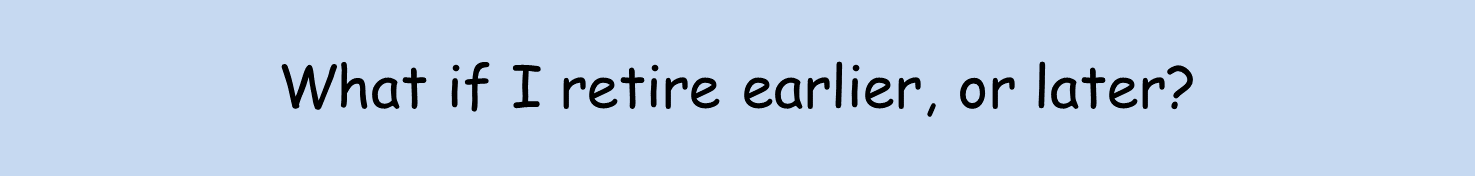 What if I retire earlier, or later?